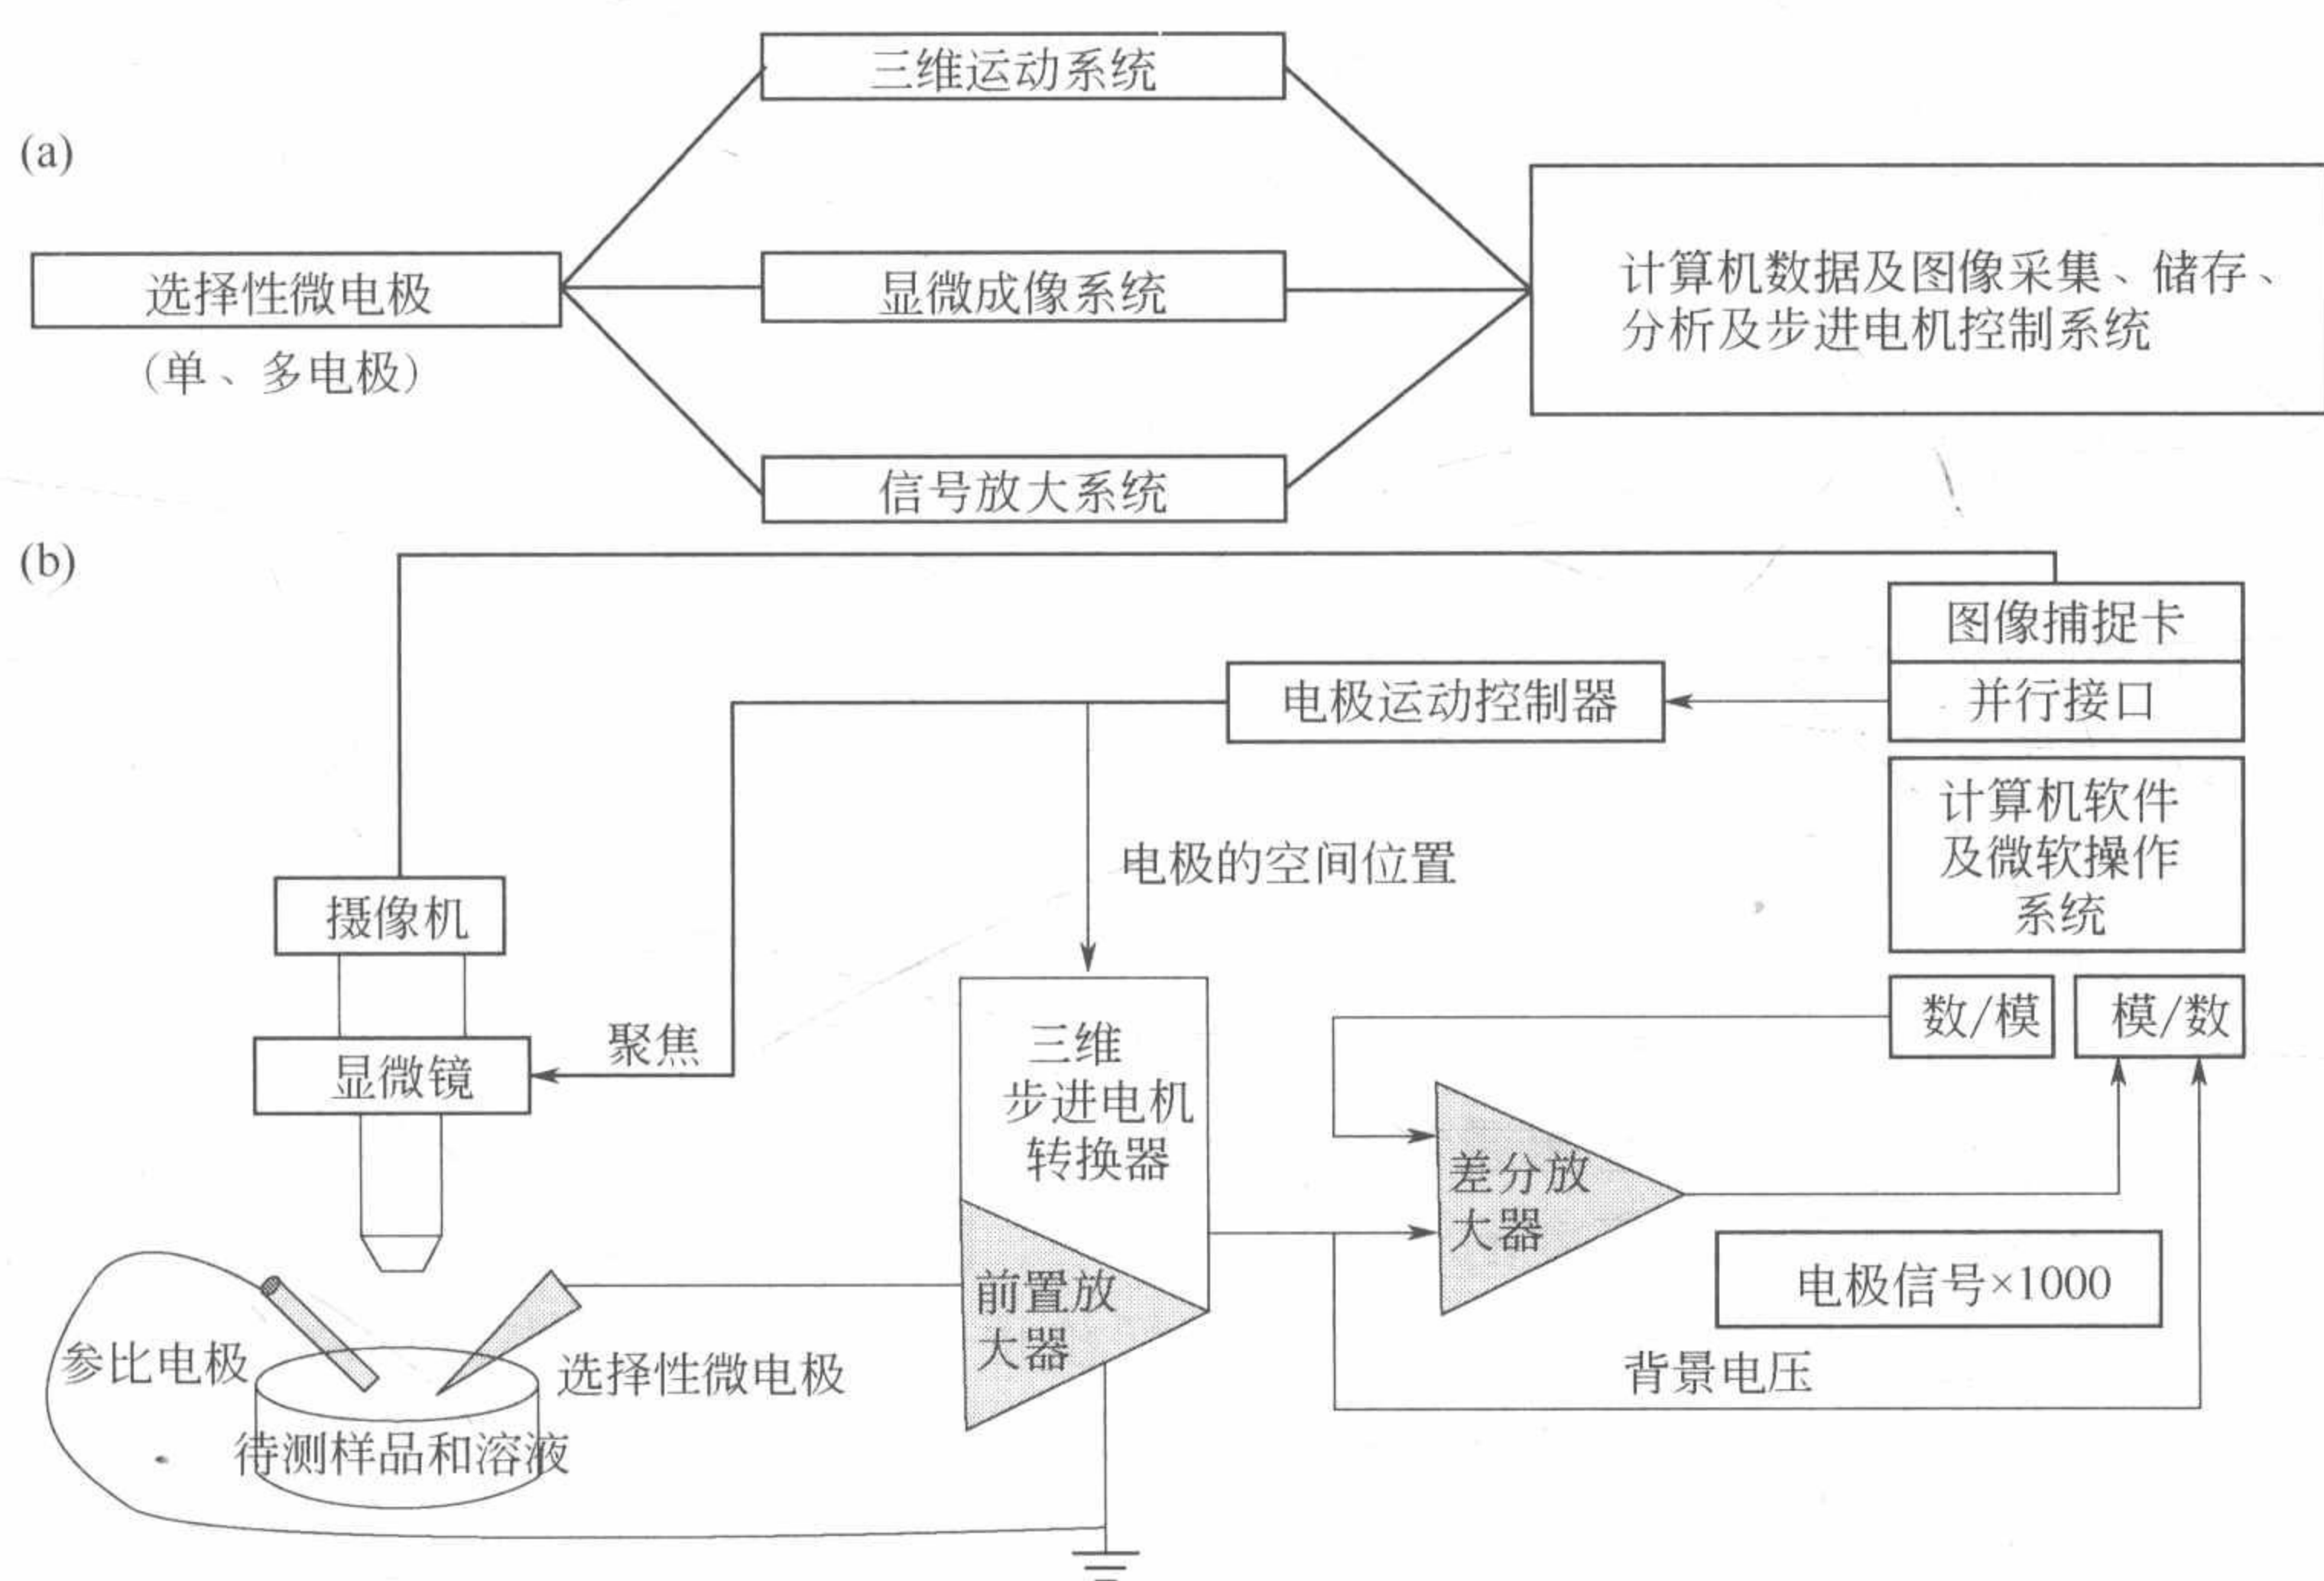 (a)
三维运动系统
选择性微电极
(单、多电极)
显微成像系统
信号放大系统
计算机数据及图像采集、储存、
分析及步进电机控制系统
(b)
图像捕捉卡
并行接口
电极运动控制器
计算机软件
及微软操作
系统
电极的空间位置
摄像机
显微镜
聚焦
三维
步进电机
转换器
数/模
模/数
差分放
大器
电极信号×1000
前置放
大器
背景电压
参比电极
选择性微电极
待测样品和溶液